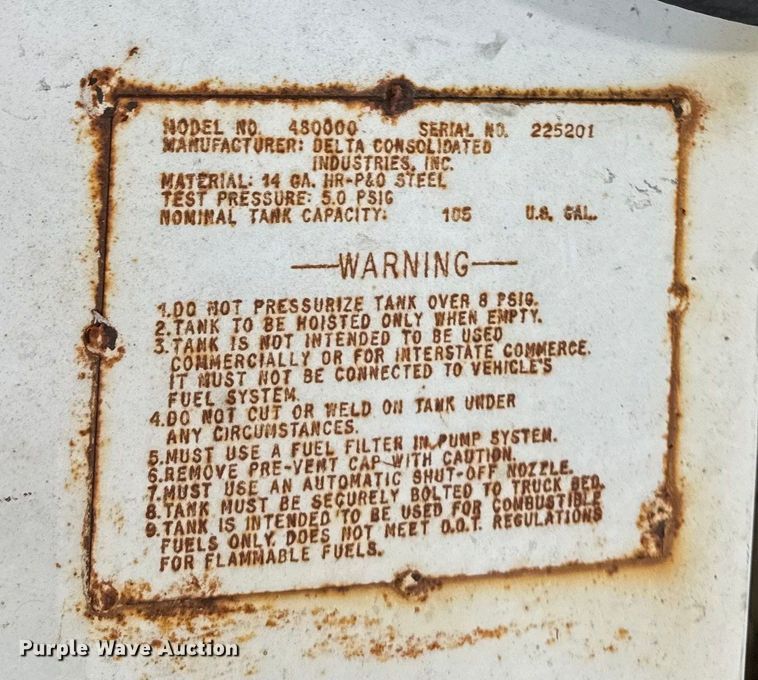 MODEL NO. 480000 SERIAL NO. 225201
MANUFACTURER: DELTA CONSOLIDATED
INDUSTRIES, INC.
MATERIAL: 14 GA. HR-P&O STEEL
TEST PRESSURE: 5.0 PSIG
NOMINAL TANK CAPACITY: 105 U.S. GAL.
—WARNING—
1. DO NOT PRESSURIZE TANK OVER 8 PSIG.
2. TANK TO BE HOISTED ONLY WHEN EMPTY.
3. TANK IS NOT INTENDED TO BE USED
COMMERCIALLY OR FOR INTERSTATE COMMERCE.
IT MUST NOT BE CONNECTED TO VEHICLE'S
FUEL SYSTEM.
4. DO NOT CUT OR WELD ON TANK UNDER
ANY CIRCUMSTANCES.
5. MUST USE A FUEL FILTER IN PUMP SYSTEM.
6. REMOVE PRE-VENT CAP WITH CAUTION.
7. MUST USE AN AUTOMATIC SHUT-OFF NOZZLE.
8. TANK MUST BE SECURELY BOLTED TO TRUCK BED.
9. TANK IS INTENDED TO BE USED FOR COMBUSTIBLE
FUELS ONLY. DOES NOT MEET D.O.T. REGULATIONS
FOR FLAMMABLE FUELS.
Purple Wave Auction